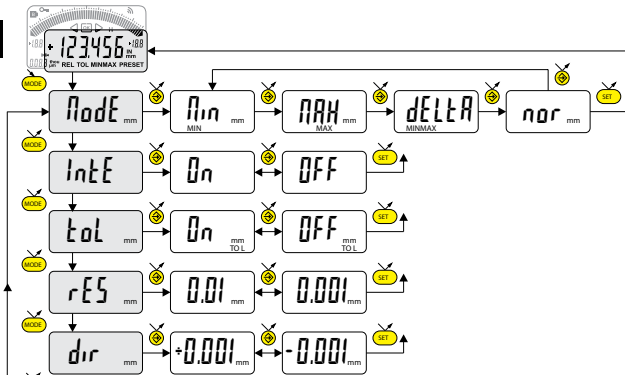 + 123.456 IN mm
REL TOL MINMAX PRESET
MODE
ModE mm Min MIN mm MAX MAX mm dELtA MINMAX nor mm SET
MODE
IntE On OFF SET
MODE
toL mm On mm TOL OFF mm TOL SET
MODE
rES mm 0.01 mm 0.001 mm SET
MODE
dir mm +0.001 mm -0.001 mm SET